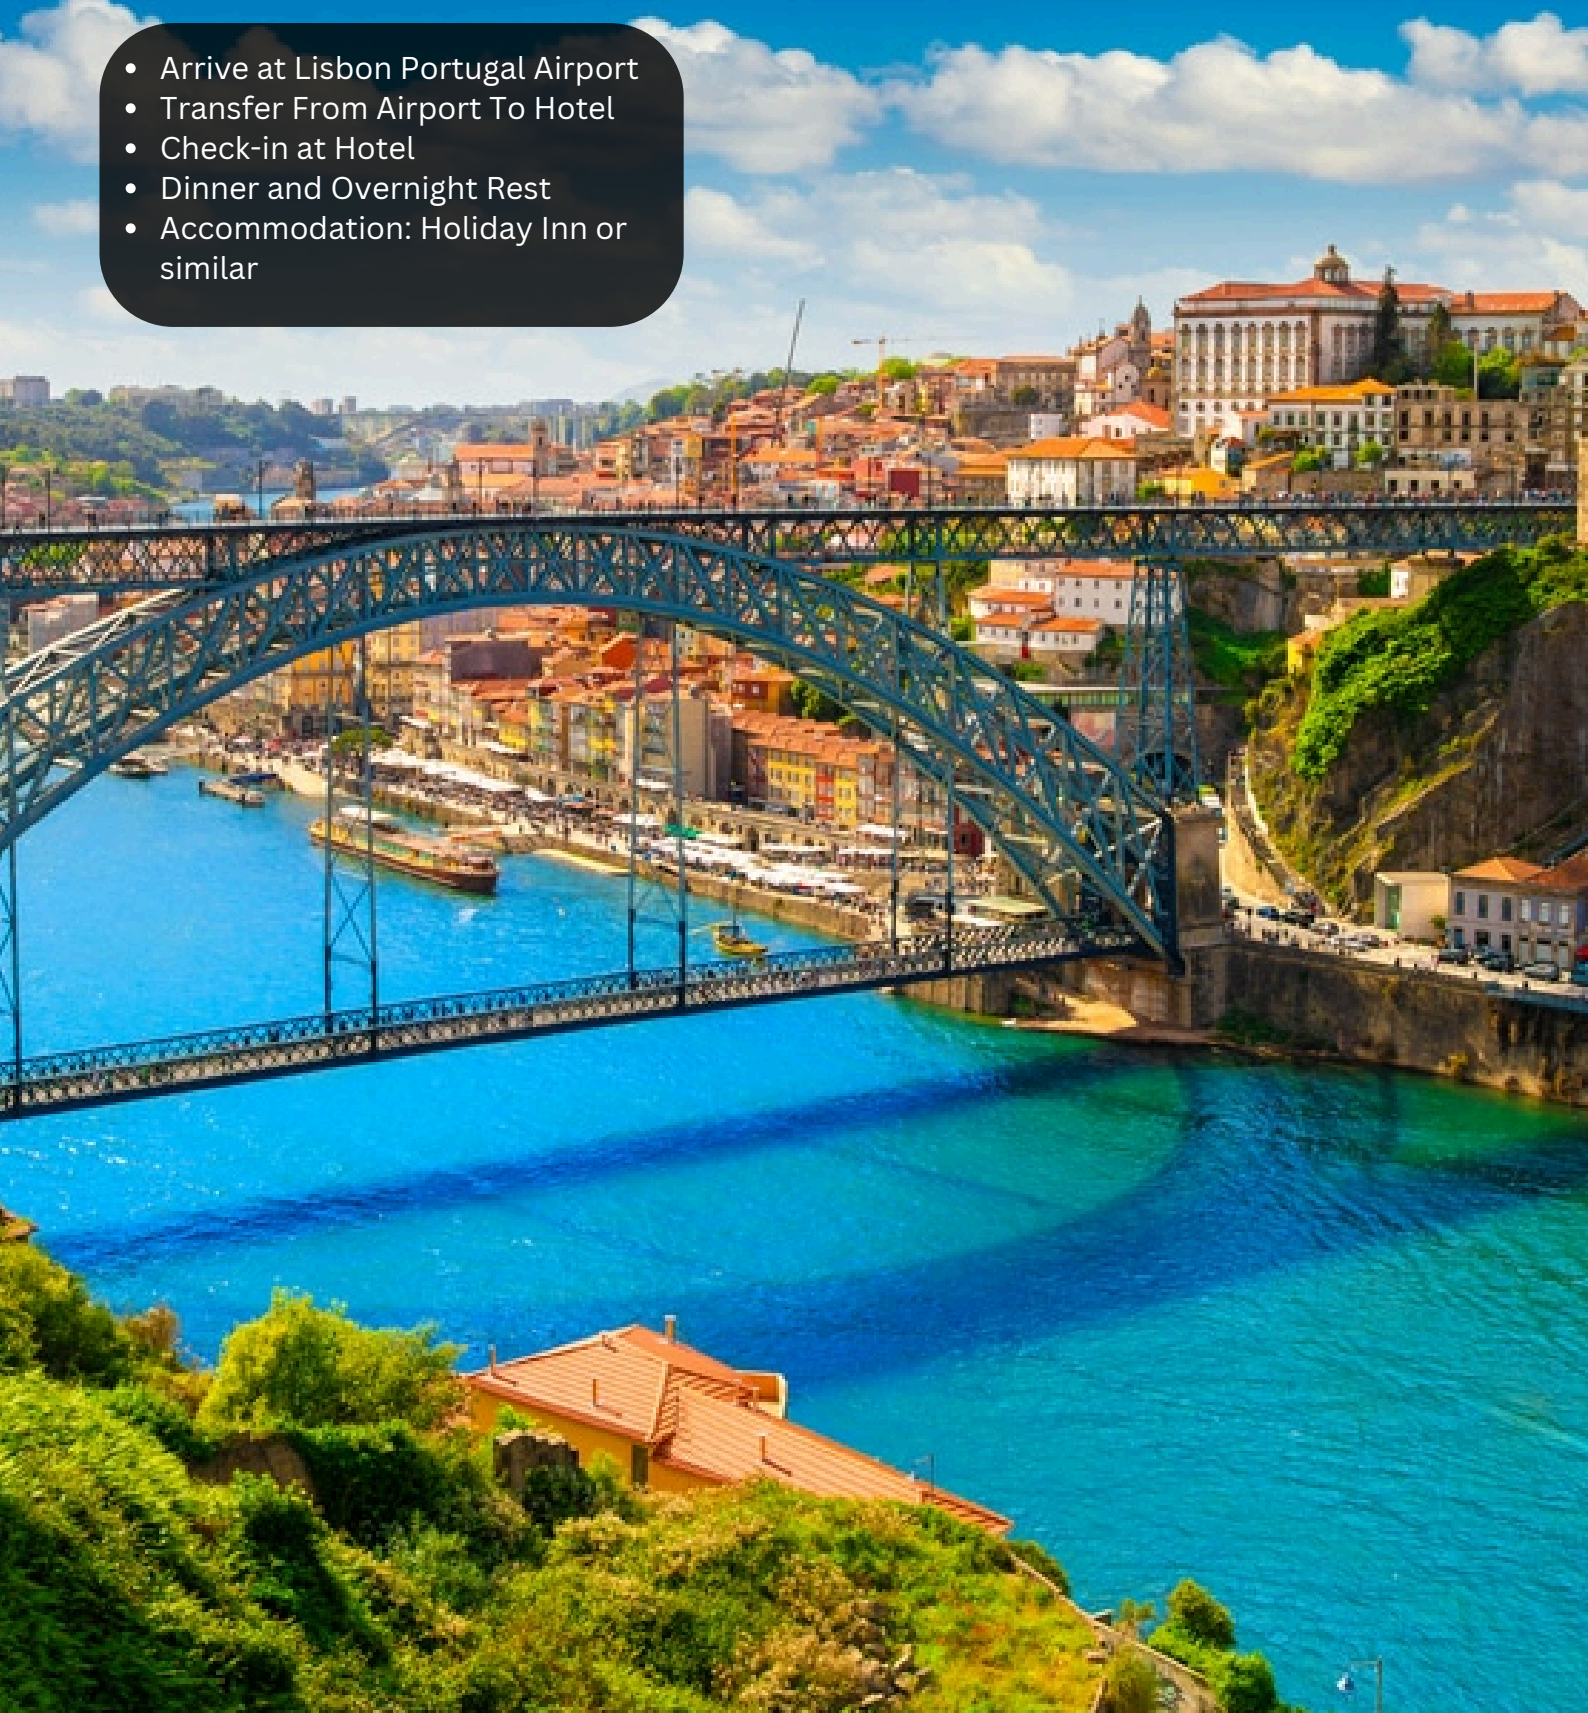 • Arrive at Lisbon Portugal Airport
• Transfer From Airport To Hotel
• Check-in at Hotel
• Dinner and Overnight Rest
• Accommodation: Holiday Inn or
similar